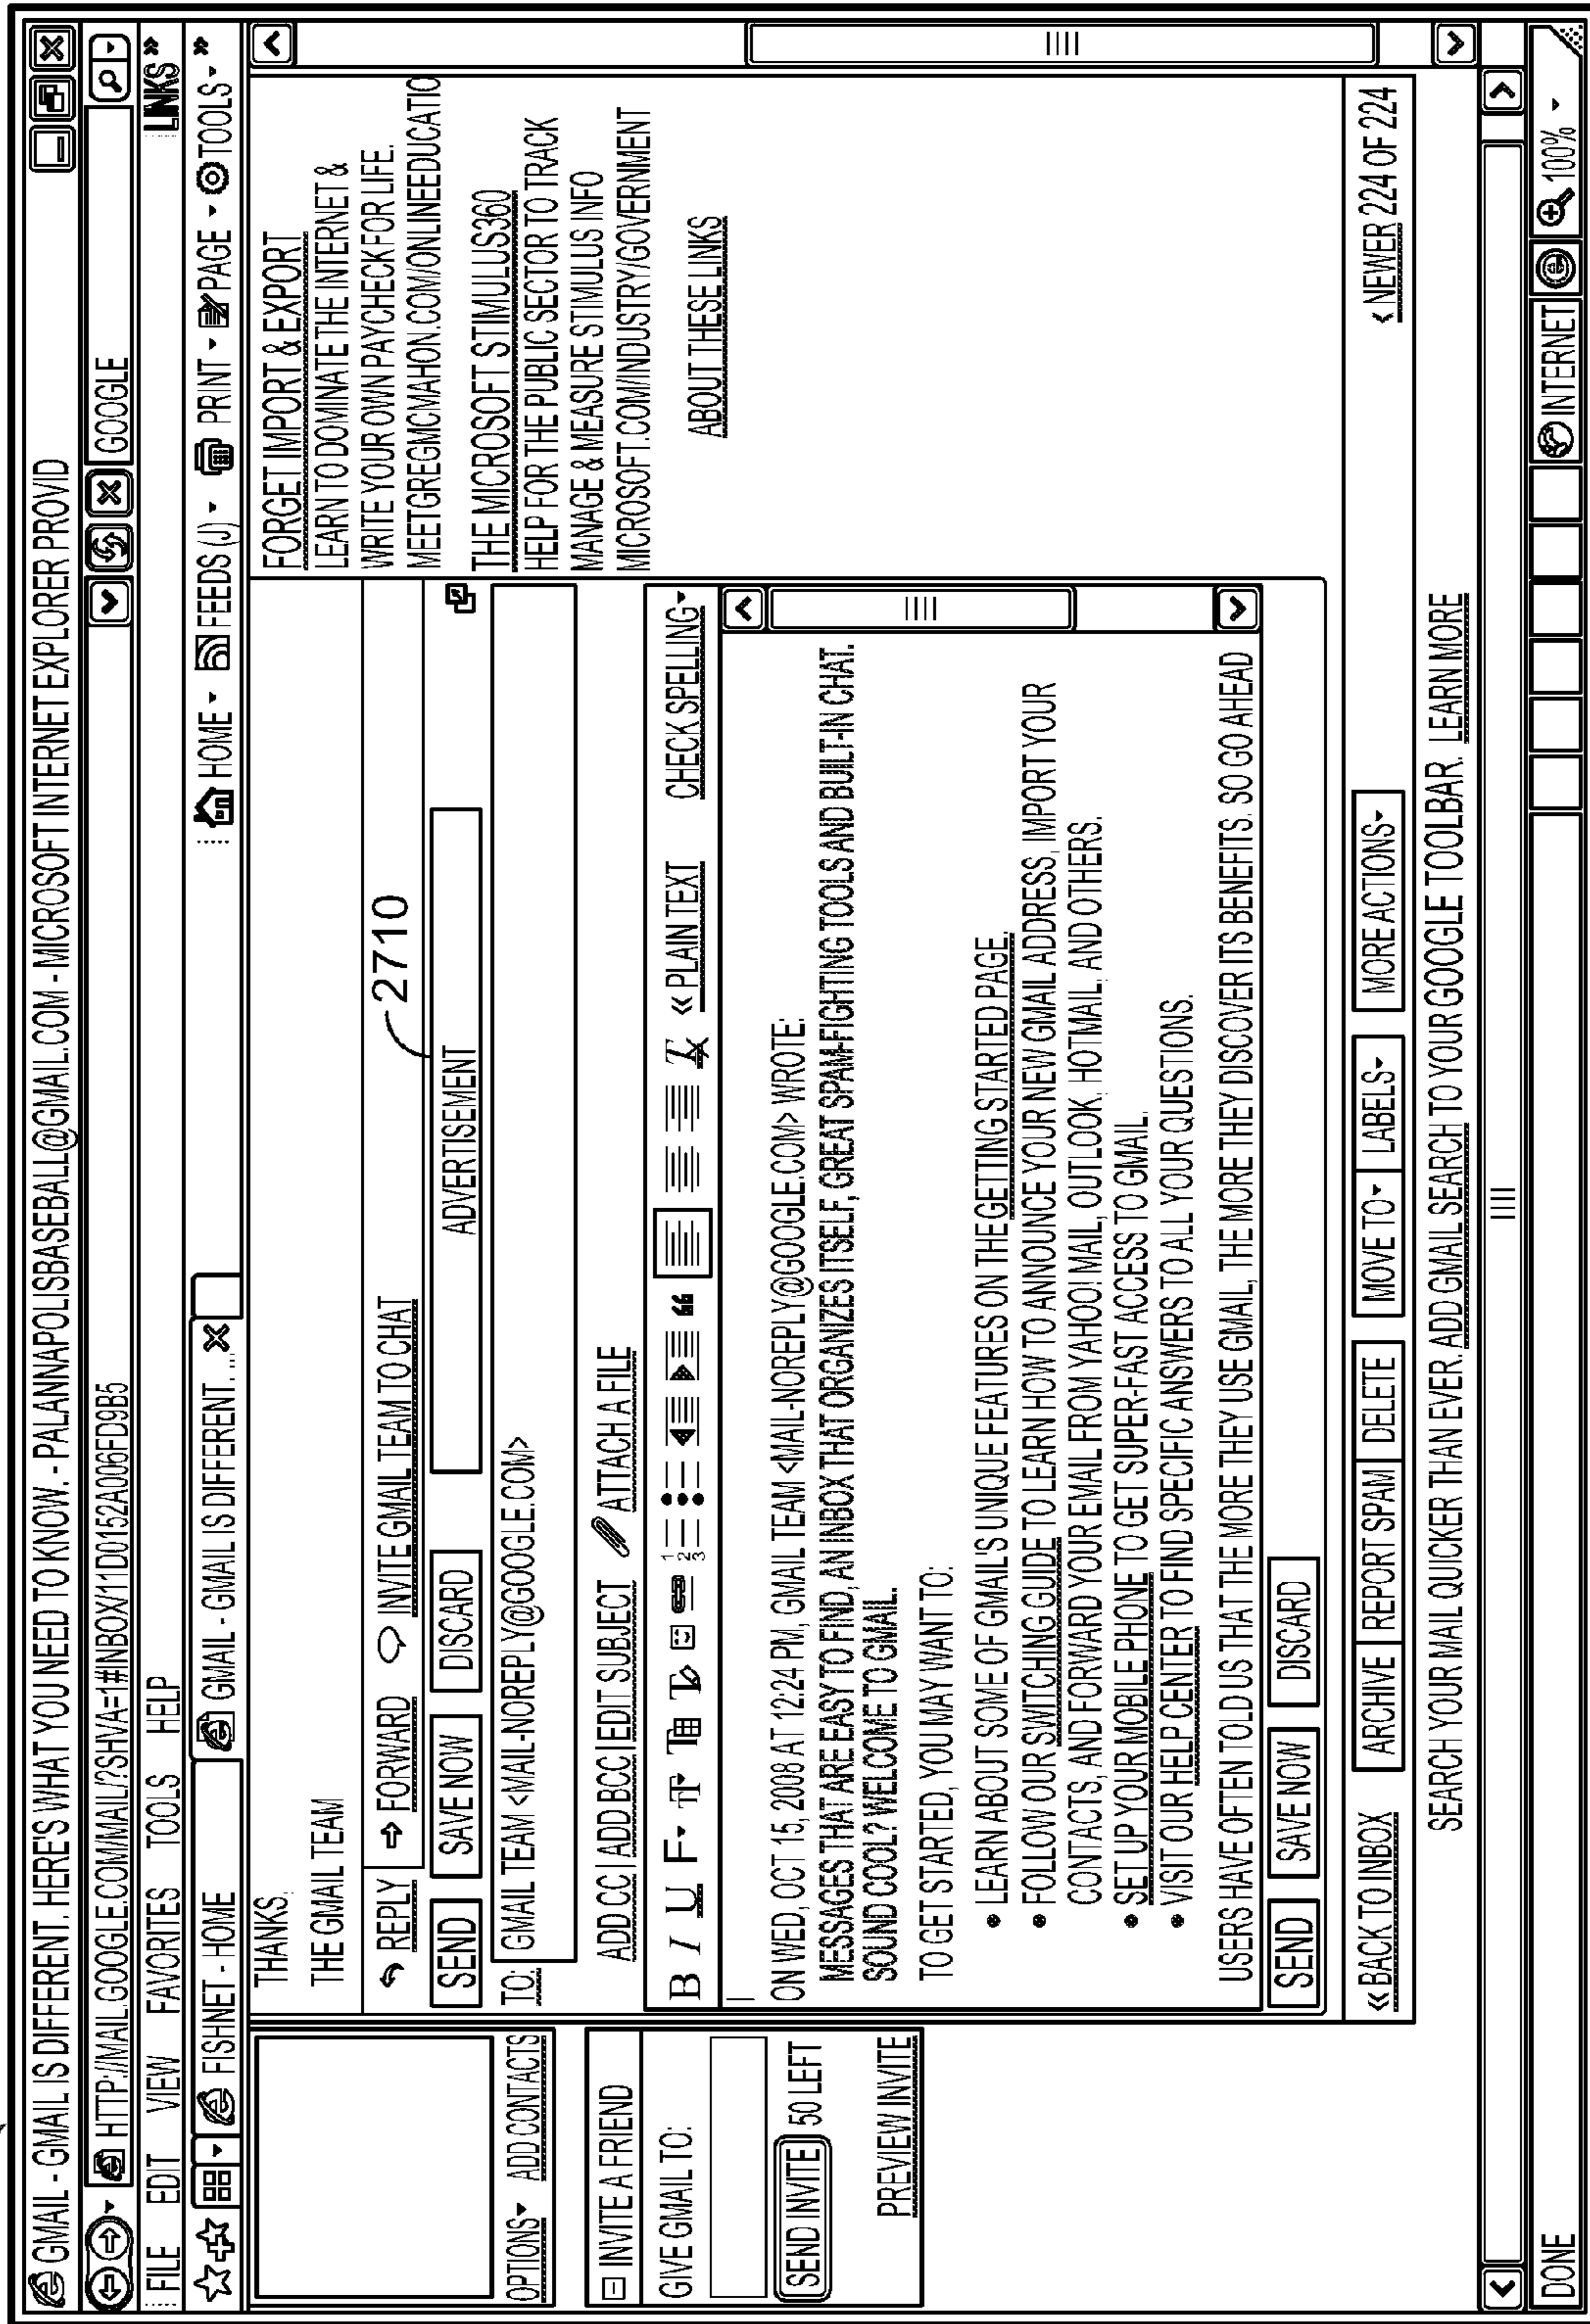 GMAIL - GMAIL IS DIFFERENT. HERE'S WHAT YOU NEED TO KNOW. - PALANNAPOLISBASEBALL@GMAIL.COM - MICROSOFT INTERNET EXPLORER PROVID
HTTP://MAIL.GOOGLE.COM/MAIL/?SHVA=1#INBOX/11D0152A006FD9B5 GOOGLE
FILE EDIT VIEW FAVORITES TOOLS HELP LINKS »
FISHNET - HOME GMAIL - GMAIL IS DIFFERENT. ... HOME FEEDS (J) PRINT PAGE TOOLS »
THANKS,
THE GMAIL TEAM
REPLY FORWARD INVITE GMAIL TEAM TO CHAT
2710
SEND SAVE NOW DISCARD ADVERTISEMENT
TO: GMAIL TEAM <MAIL-NOREPLY@GOOGLE.COM>
ADD CC | ADD BCC | EDIT SUBJECT ATTACH A FILE
B I U F T T T « PLAIN TEXT CHECK SPELLING
ON WED, OCT 15, 2008 AT 12:24 PM, GMAIL TEAM <MAIL-NOREPLY@GOOGLE.COM> WROTE:
MESSAGES THAT ARE EASY TO FIND, AN INBOX THAT ORGANIZES ITSELF, GREAT SPAM-FIGHTING TOOLS AND BUILT-IN CHAT.
SOUND COOL? WELCOME TO GMAIL.
TO GET STARTED, YOU MAY WANT TO:
• LEARN ABOUT SOME OF GMAIL'S UNIQUE FEATURES ON THE GETTING STARTED PAGE.
• FOLLOW OUR SWITCHING GUIDE TO LEARN HOW TO ANNOUNCE YOUR NEW GMAIL ADDRESS, IMPORT YOUR
CONTACTS, AND FORWARD YOUR EMAIL FROM YAHOO! MAIL, OUTLOOK, HOTMAIL, AND OTHERS.
• SET UP YOUR MOBILE PHONE TO GET SUPER-FAST ACCESS TO GMAIL.
• VISIT OUR HELP CENTER TO FIND SPECIFIC ANSWERS TO ALL YOUR QUESTIONS.
USERS HAVE OFTEN TOLD US THAT THE MORE THEY USE GMAIL, THE MORE THEY DISCOVER ITS BENEFITS. SO GO AHEAD
SEND SAVE NOW DISCARD
OPTIONS ADD CONTACTS
INVITE A FRIEND
GIVE GMAIL TO:
SEND INVITE 50 LEFT
PREVIEW INVITE
FORGET IMPORT & EXPORT
LEARN TO DOMINATE THE INTERNET &
WRITE YOUR OWN PAYCHECK FOR LIFE.
MEETGREGMCMAHON.COM/ONLINEEDUCATIO
THE MICROSOFT STIMULUS360
HELP FOR THE PUBLIC SECTOR TO TRACK
MANAGE & MEASURE STIMULUS INFO
MICROSOFT.COM/INDUSTRY/GOVERNMENT
ABOUT THESE LINKS
« BACK TO INBOX ARCHIVE REPORT SPAM DELETE MOVE TO LABELS MORE ACTIONS ‹ NEWER 224 OF 224
SEARCH YOUR MAIL QUICKER THAN EVER. ADD GMAIL SEARCH TO YOUR GOOGLE TOOLBAR. LEARN MORE
DONE INTERNET 100%